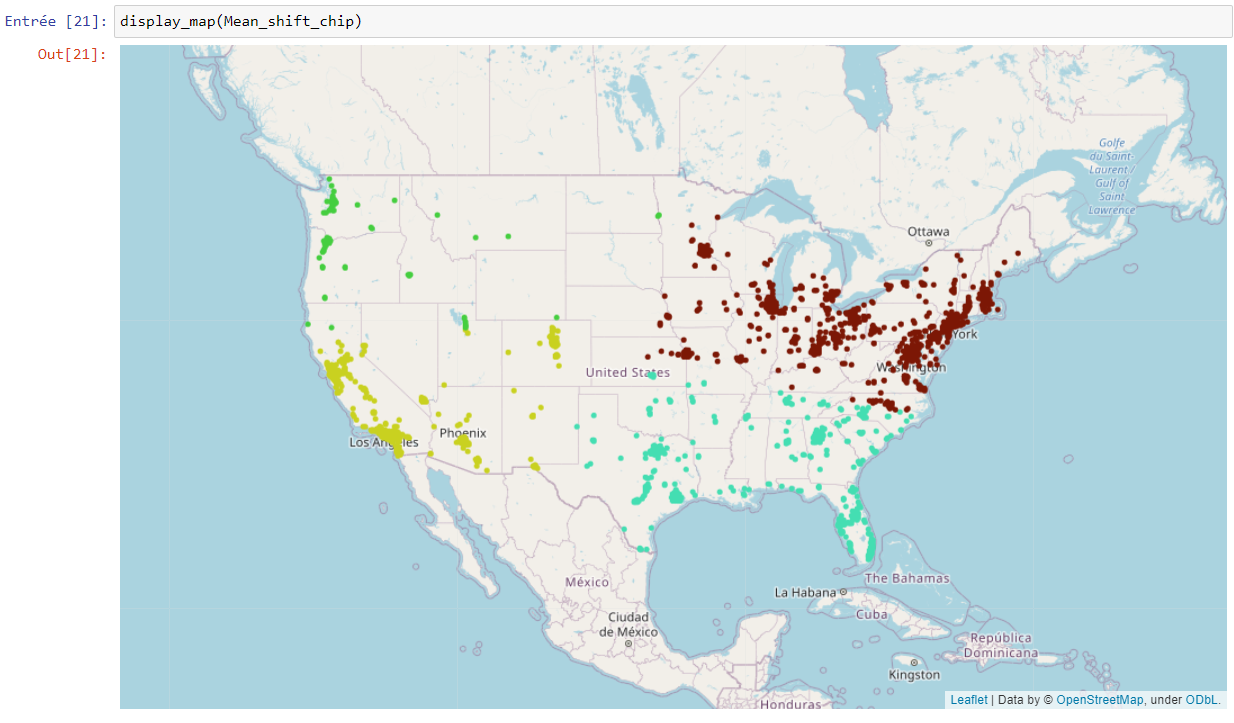 Entrée [21]: display_map(Mean_shift_chip)
Out[21]:
Golfe
du Saint-
Laurent /
Gulf of
Saint
Lawrence
Ottawa
York
United States
Washington
Los Angeles
Phoenix
México
La Habana
The Bahamas
Cuba
Ciudad
de México
República
Dominicana
Kingston
Honduras
Leaflet | Data by © OpenStreetMap, under ODbL.